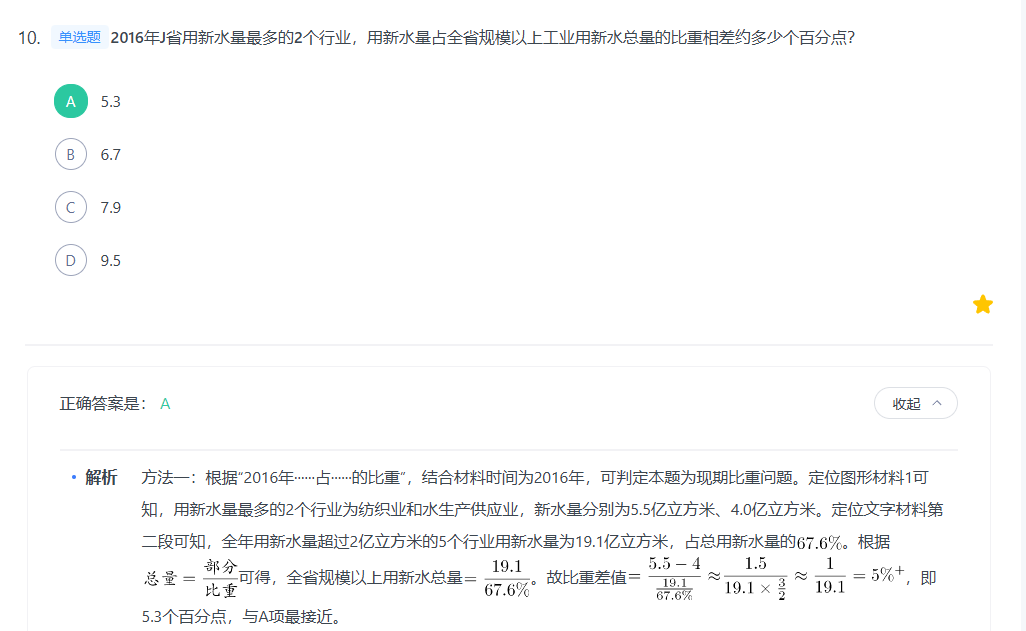 10. 单选题 2016年J省用新水量最多的2个行业，用新水量占全省规模以上工业用新水总量的比重相差约多少个百分点？
A 5.3
B 6.7
C 7.9
D 9.5
正确答案是： A 收起
• 解析 方法一：根据“2016年······占······的比重”，结合材料时间为2016年，可判定本题为现期比重问题。定位图形材料1可
知，用新水量最多的2个行业为纺织业和水生产供应业，新水量分别为5.5亿立方米、4.0亿立方米。定位文字材料第
二段可知，全年用新水量超过2亿立方米的5个行业用新水量为19.1亿立方米，占总用新水量的67.6%。根据
总量 = 部分/比重 可得，全省规模以上用新水总量= 19.1/67.6%。故比重差值= (5.5 − 4)/(19.1/67.6%) ≈ 1.5/(19.1 × 3/2) ≈ 1/19.1 = 5%⁺，即
5.3个百分点，与A项最接近。